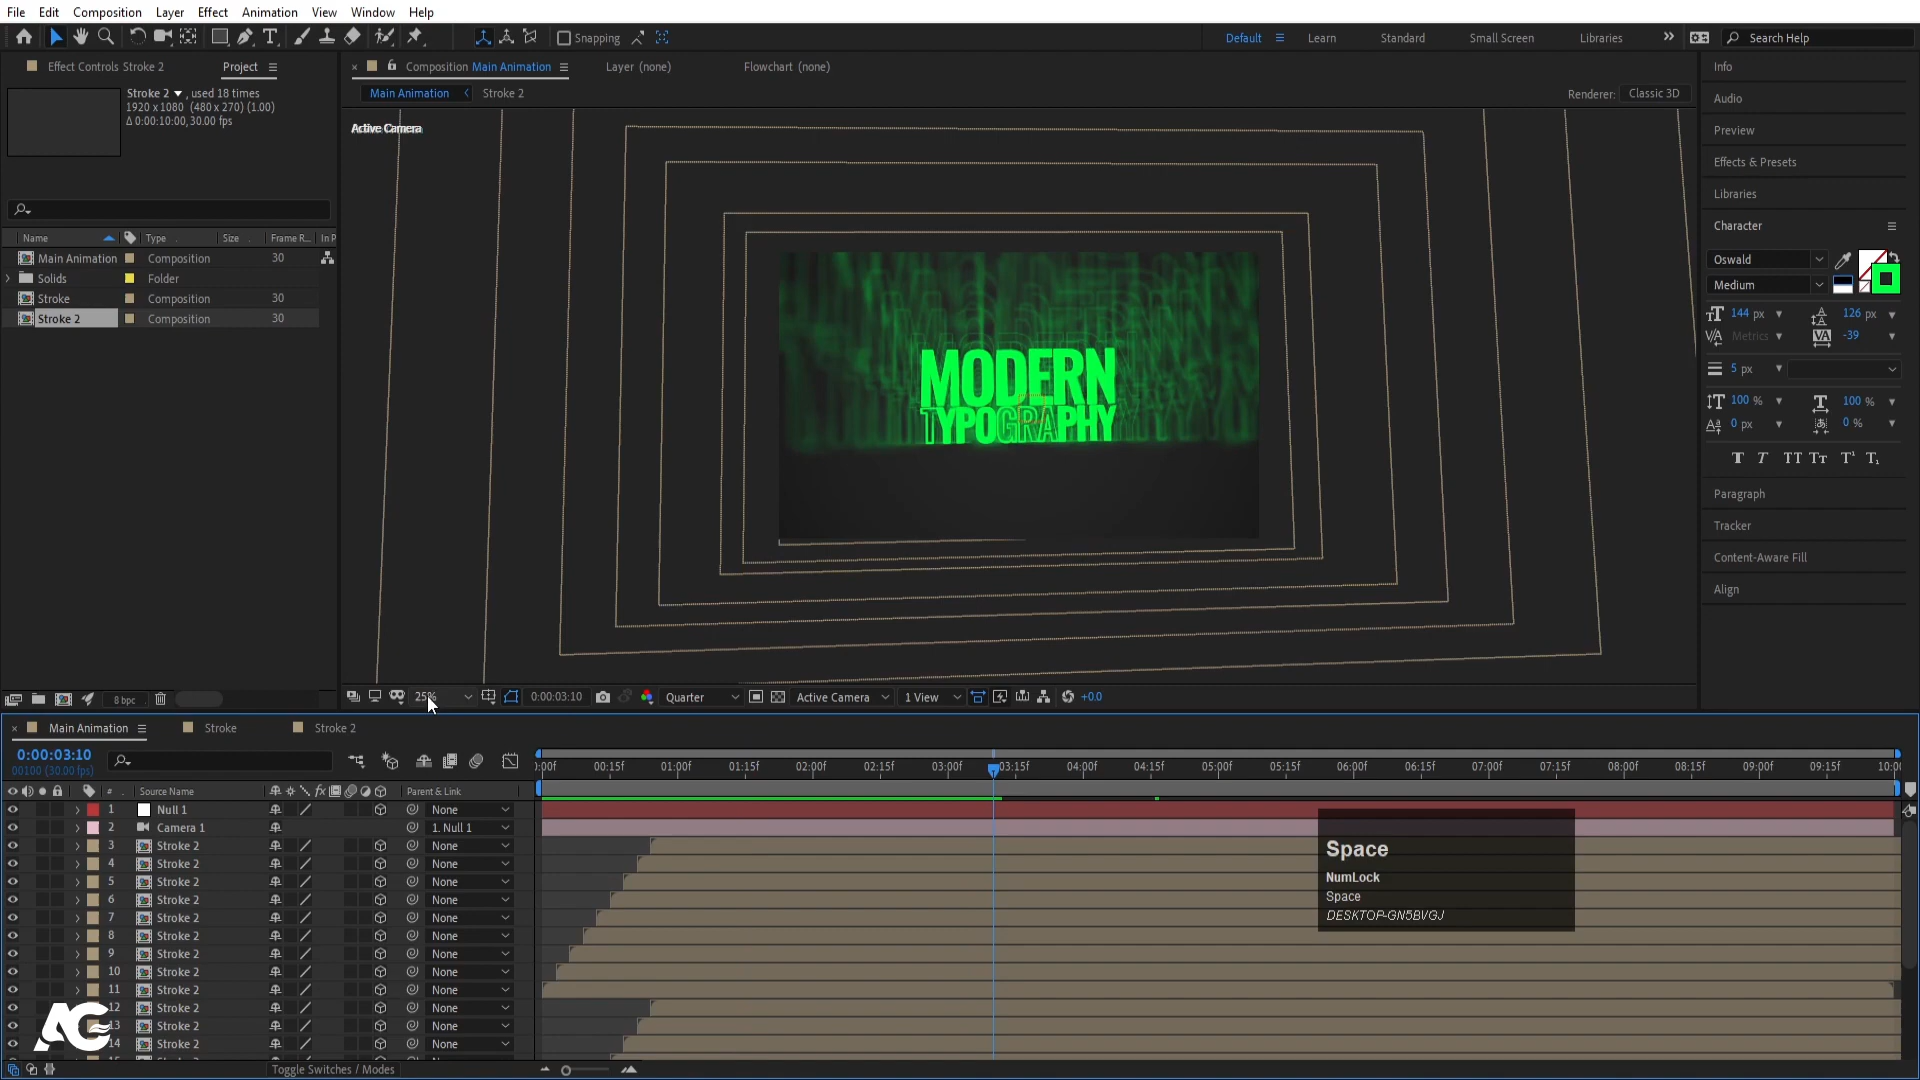 File Edit Composition Layer Effect Animation View Window Help
Snapping
Default Learn Standard Small Screen Libraries Search Help
Effect Controls Stroke 2 Project
Composition Main Animation Layer (none) Flowchart (none)
Main Animation Stroke 2
Renderer: Classic 3D
Stroke 2 , used 18 times
1920 x 1080 (480 x 270) (1.00)
Δ 0:00:10:00, 30.00 fps
Name Type Size Frame R... In P
Main Animation Composition 30
Solids Folder
Stroke Composition 30
Stroke 2 Composition 30
8 bpc
Active Camera
MODERN
TYPOGRAPHY
25% 0:00:03:10 Quarter Active Camera 1 View +0.0
Info
Audio
Preview
Effects & Presets
Libraries
Character
Oswald
Medium
144 px 126 px
Metrics -39
5 px
100 % 100 %
0 px 0 %
Paragraph
Tracker
Content-Aware Fill
Align
Main Animation Stroke Stroke 2
0:00:03:10
00100 (30.00 fps)
00:15f 01:00f 01:15f 02:00f 02:15f 03:00f 03:15f 04:00f 04:15f 05:00f 05:15f 06:00f 06:15f 07:00f 07:15f 08:00f 08:15f 09:00f 09:15f
# Source Name fx Parent & Link
1 Null 1 None
2 Camera 1 1. Null 1
3 Stroke 2 None
4 Stroke 2 None
5 Stroke 2 None
6 Stroke 2 None
7 Stroke 2 None
8 Stroke 2 None
9 Stroke 2 None
10 Stroke 2 None
11 Stroke 2 None
12 Stroke 2 None
13 Stroke 2 None
14 Stroke 2 None
Toggle Switches / Modes
Space
NumLock
Space
DESKTOP-GN5BVGJ
AG